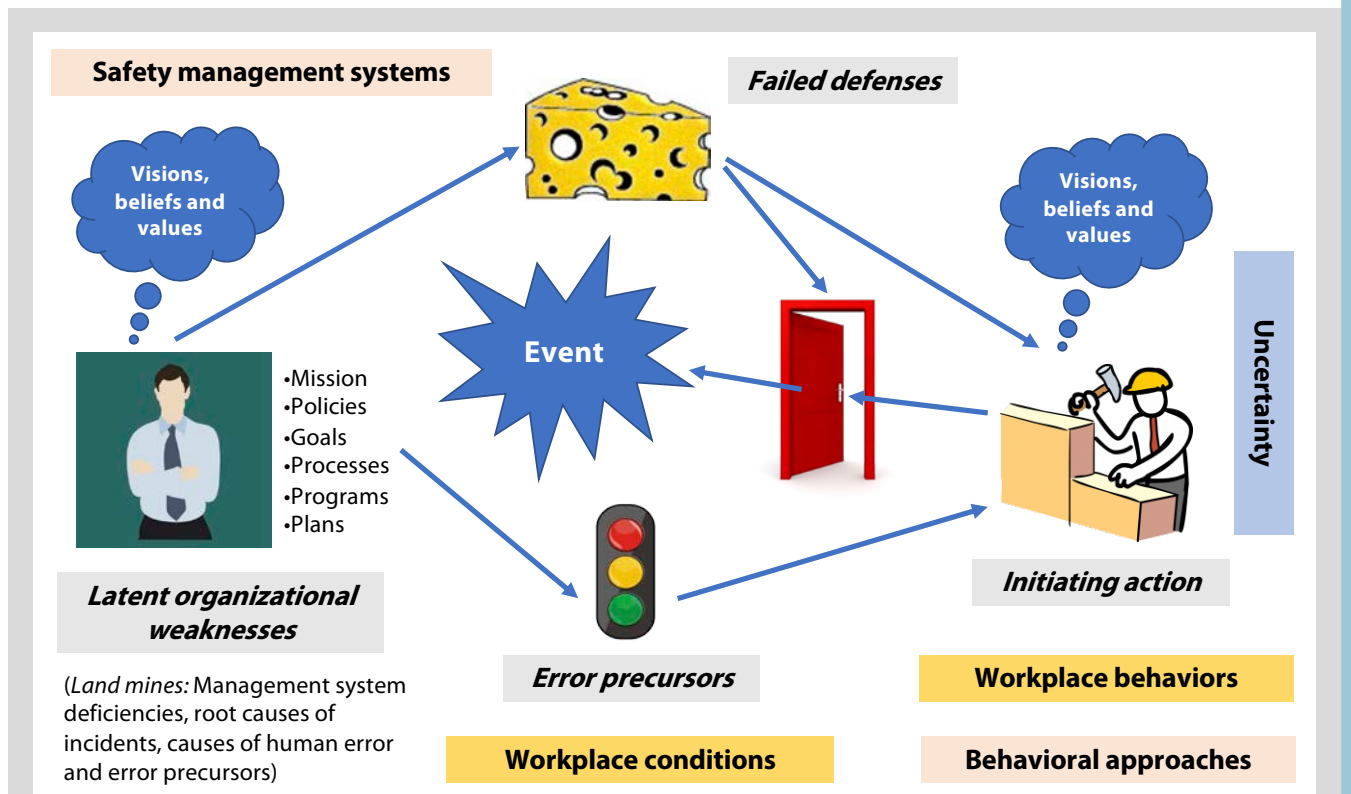 Safety management systems
Failed defenses
Visions,
beliefs and
values
Visions,
beliefs and
values
Event
Uncertainty
•Mission
•Policies
•Goals
•Processes
•Programs
•Plans
Latent organizational
weaknesses
Initiating action
(Land mines: Management system
deficiencies, root causes of
incidents, causes of human error
and error precursors)
Error precursors
Workplace behaviors
Workplace conditions
Behavioral approaches